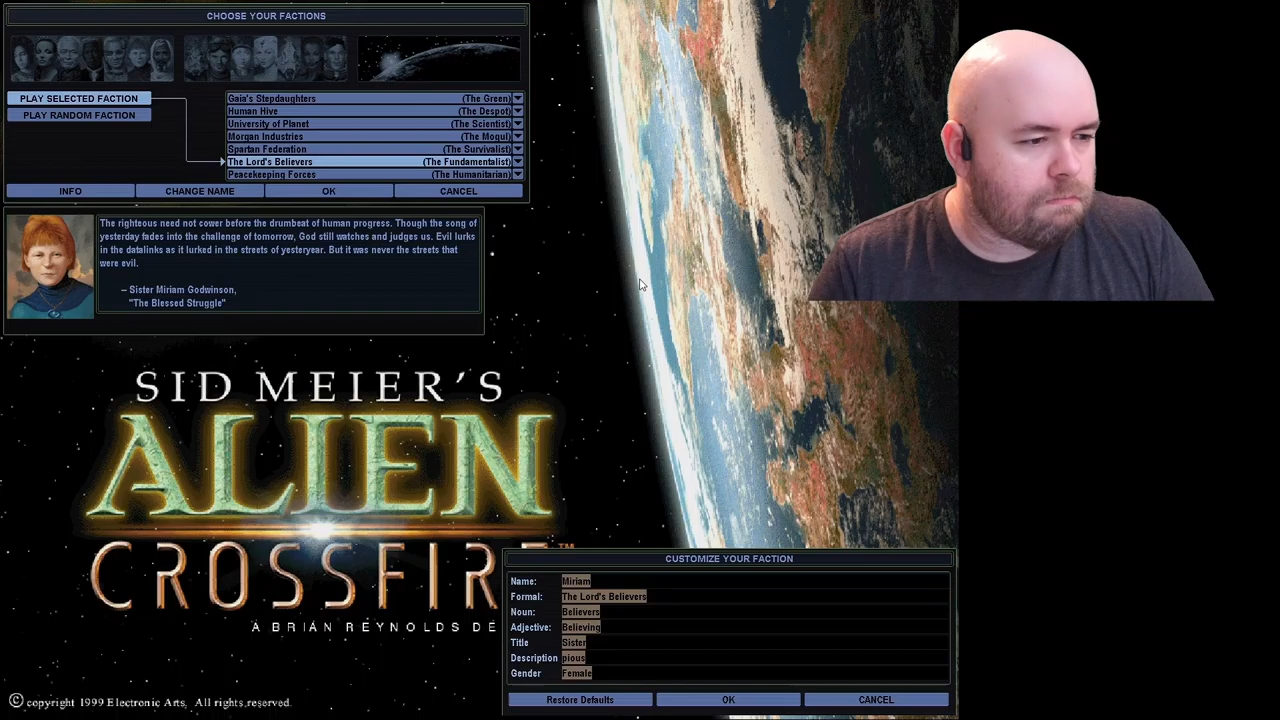 CHOOSE YOUR FACTIONS
PLAY SELECTED FACTION
PLAY RANDOM FACTION
Gaia's Stepdaughters (The Green)
Human Hive (The Despot)
University of Planet (The Scientist)
Morgan Industries (The Mogul)
Spartan Federation (The Survivalist)
The Lord's Believers (The Fundamentalist)
Peacekeeping Forces (The Humanitarian)
INFO CHANGE NAME OK CANCEL
The righteous need not cower before the drumbeat of human progress. Though the song of
yesterday fades into the challenge of tomorrow, God still watches and judges us. Evil lurks
in the datalinks as it lurked in the streets of yesteryear. But it was never the streets that
were evil.
– Sister Miriam Godwinson,
"The Blessed Struggle"
SID MEIER'S
ALIEN
CROSSFIRE™
A BRIAN REYNOLDS DE
CUSTOMIZE YOUR FACTION
Name: Miriam
Formal: The Lord's Believers
Noun: Believers
Adjective: Believing
Title Sister
Description pious
Gender Female
Restore Defaults OK CANCEL
© copyright 1999 Electronic Arts, All rights reserved.